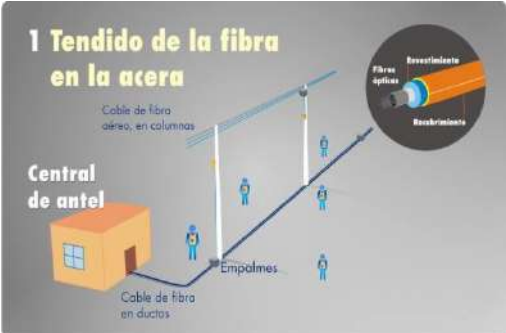 1 Tendido de la fibra
en la acera
Cable de fibra
aéreo, en columnas
Fibras
ópticas
Revestimiento
Recubrimiento
Central
de antel
Empalmes
Cable de fibra
en ductos